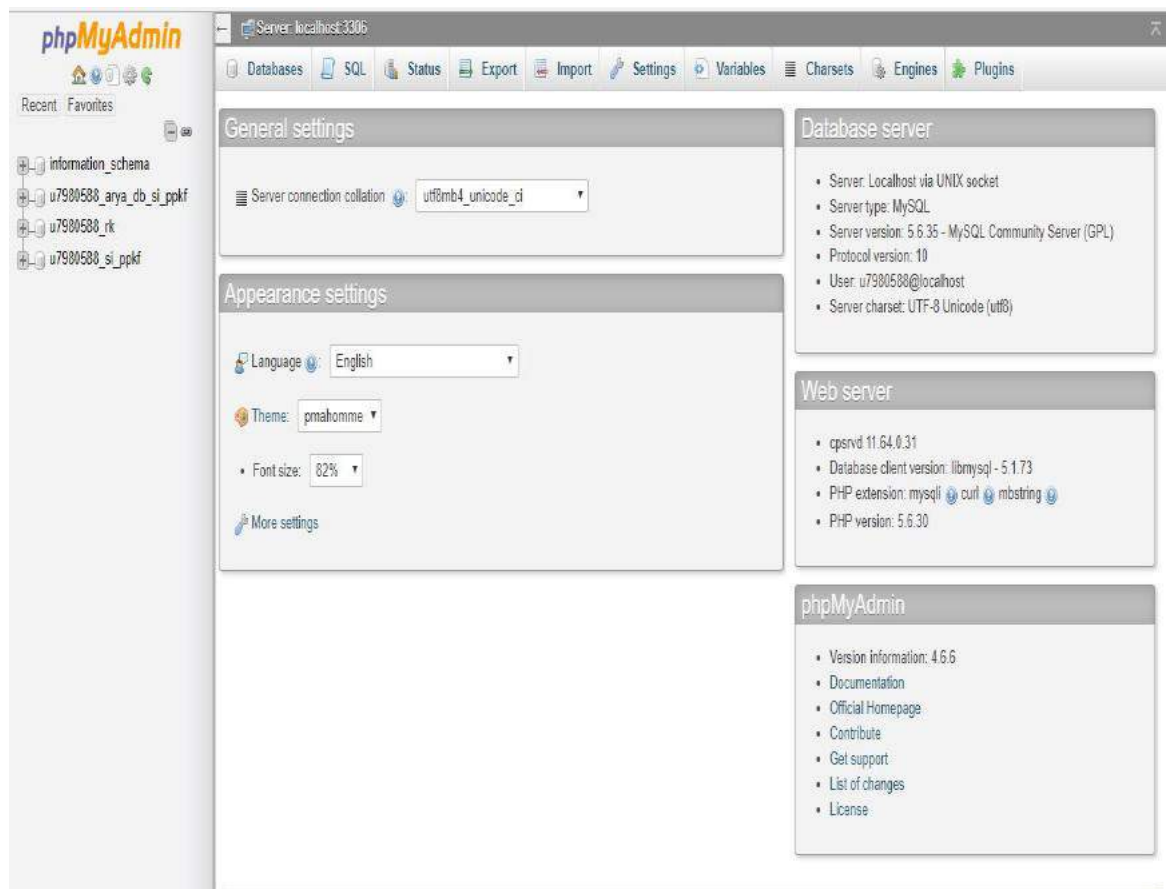 phpMyAdmin
Recent Favorites
information_schema
u7980588_arya_db_si_ppkf
u7980588_rk
u7980588_si_ppkf
Server: localhost:3306
Databases SQL Status Export Import Settings Variables Charsets Engines Plugins
General settings
Server connection collation : utf8mb4_unicode_ci
Appearance settings
Language : English
Theme: pmahomme
Font size: 82%
More settings
Database server
Server: Localhost via UNIX socket
Server type: MySQL
Server version: 5.6.35 - MySQL Community Server (GPL)
Protocol version: 10
User: u7980588@localhost
Server charset: UTF-8 Unicode (utf8)
Web server
cpsrvd 11.64.0.31
Database client version: libmysql - 5.1.73
PHP extension: mysqli curl mbstring
PHP version: 5.6.30
phpMyAdmin
Version information: 4.6.6
Documentation
Official Homepage
Contribute
Get support
List of changes
License